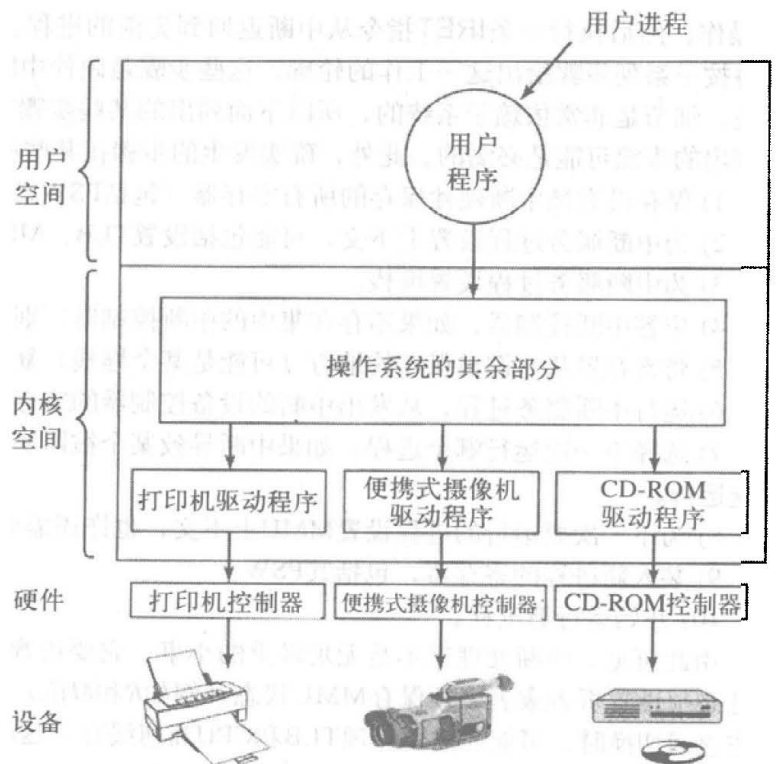 用户进程
用户
空间
用户
程序
操作系统的其余部分
内核
空间
打印机驱动程序
便携式摄像机
驱动程序
CD-ROM
驱动程序
硬件
打印机控制器
便携式摄像机控制器
CD-ROM控制器
设备